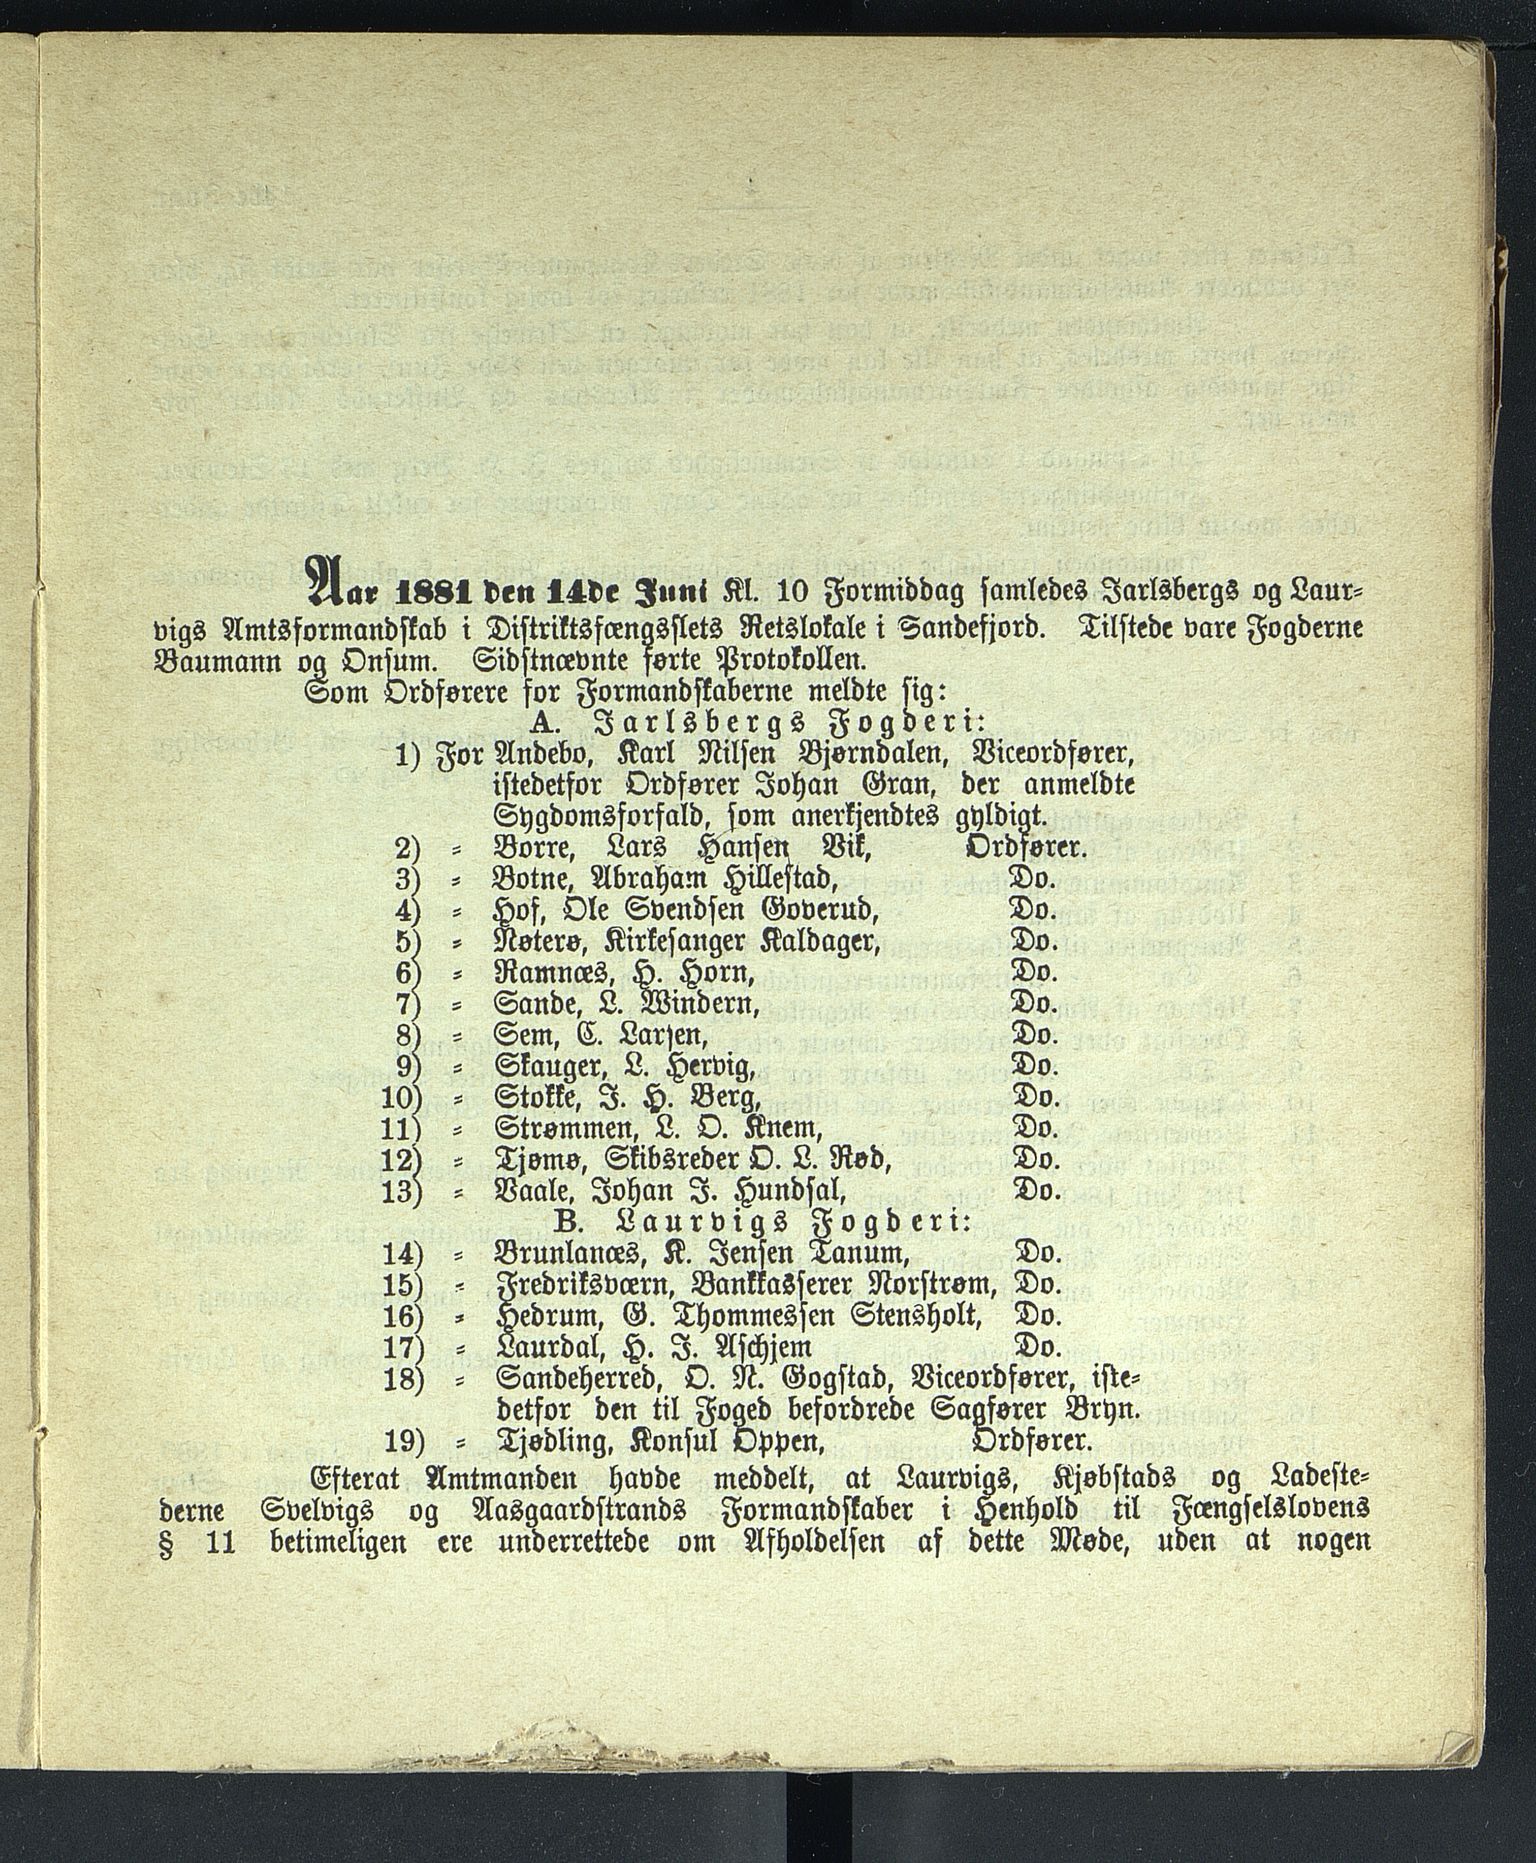 Aar 1881 den 14de Juni Kl. 10 Formiddag samledes Jarlsbergs og Laur-
vigs Amtsformandskab i Distriktsfængsslets Retslokale i Sandefjord. Tilstede vare Fogderne
Baumann og Onsum. Sidstnævnte førte Protokollen.
Som Ordførere for Formandskaberne meldte sig:
A. Jarlsbergs Fogderi:
1) For Andebo, Karl Nilsen Bjørndalen, Viceordfører,
istedetfor Ordfører Johan Gran, der anmeldte
Sygdomsforfald, som anerkjendtes gyldigt.
2) - Borre, Lars Hansen Vik, Ordfører.
3) - Botne, Abraham Hillestad, Do.
4) - Hof, Ole Svendsen Goverud, Do.
5) - Nøterø, Kirkesanger Kaldager, Do.
6) - Ramnæs, H. Horn, Do.
7) - Sande, L. Windern, Do.
8) - Sem, C. Larsen, Do.
9) - Skauger, L. Hervig, Do.
10) - Stokke, J. H. Berg, Do.
11) - Strømmen, L. O. Knem, Do.
12) - Tjømø, Skibsreder O. L. Rød, Do.
13) - Vaale, Johan J. Hundsal, Do.
B. Laurvigs Fogderi:
14) - Brunlanæs, K. Jensen Tanum, Do.
15) - Fredriksværn, Bankkasserer Norstrøm, Do.
16) - Hedrum, G. Thommessen Stensholt, Do.
17) - Laurdal, H. J. Aschjem Do.
18) - Sandeherred, O. N. Gogstad, Viceordfører, iste-
detfor den til Foged befordrede Sagfører Bryn.
19) - Tjødling, Konsul Oppen, Ordfører.
Efterat Amtmanden havde meddelt, at Laurvigs, Kjøbstads og Ladeste-
derne Svelvigs og Aasgaardstrands Formandskaber i Henhold til Fængselslovens
§ 11 betimeligen ere underrettede om Afholdelsen af dette Møde, uden at nogen